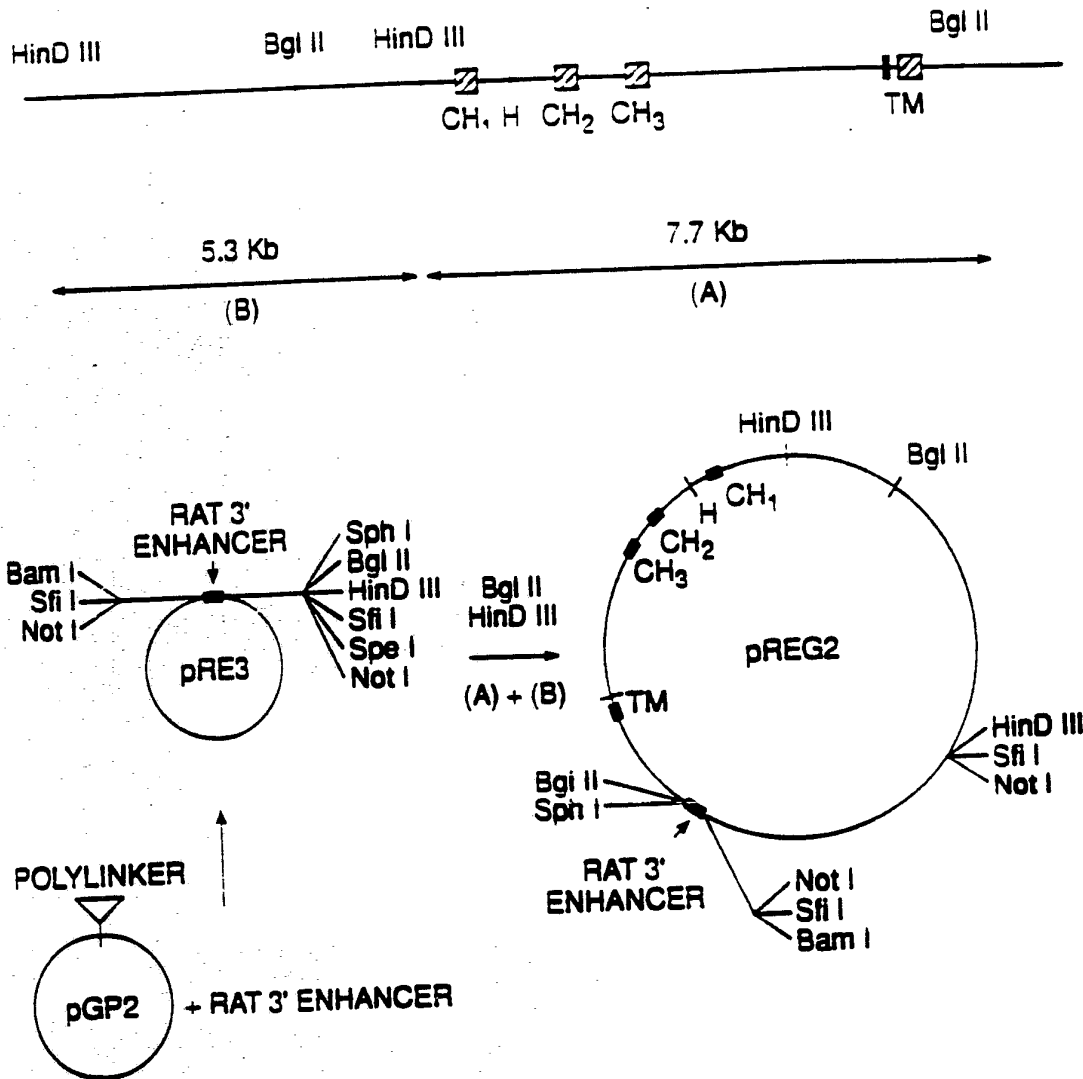 HinD III Bgl II HinD III Bgl II
CH1 H CH2 CH3 TM
5.3 Kb 7.7 Kb
(B) (A)
RAT 3'
ENHANCER
Bam I
Sfi I
Not I
Sph I
Bgl II
HinD III
Sfi I
Spe I
Not I
pRE3
Bgl II
HinD III
(A) + (B)
HinD III
Bgl II
CH1
H
CH2
CH3
pREG2
TM
Bgl II
Sph I
HinD III
Sfi I
Not I
RAT 3'
ENHANCER
Not I
Sfi I
Bam I
POLYLINKER
pGP2 + RAT 3' ENHANCER